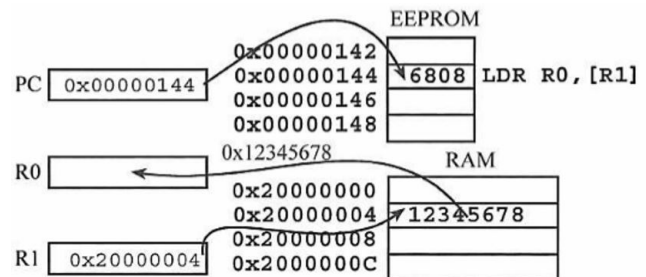 EEPROM
0x00000142
PC 0x00000144 0x00000144 6808 LDR R0,[R1]
0x00000146
0x00000148
0x12345678
RAM
R0
0x20000000
0x20000004 12345678
0x20000008
R1 0x20000004 0x2000000C